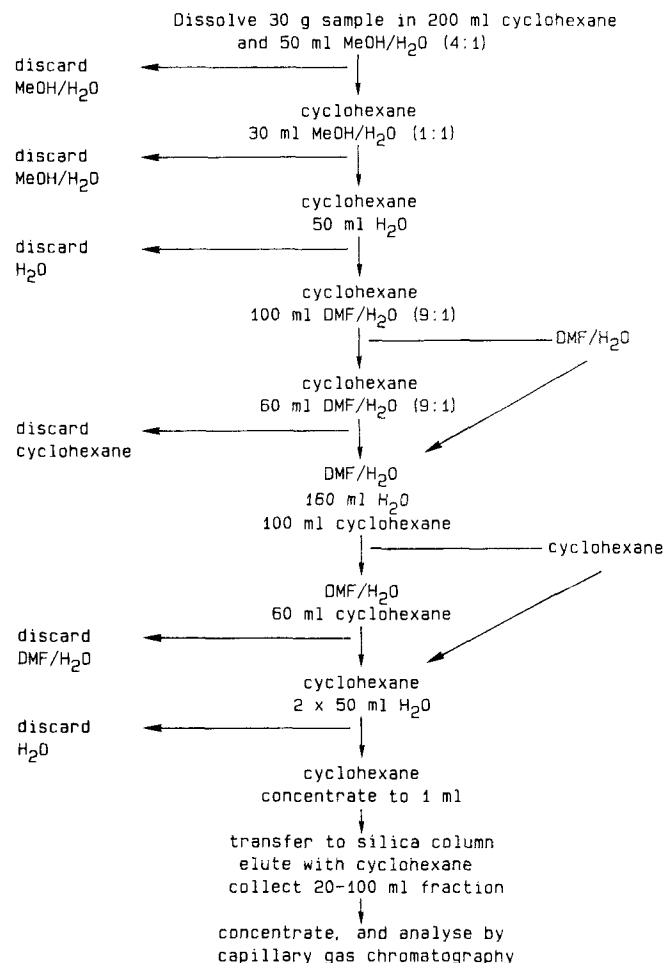 Dissolve 30 g sample in 200 ml cyclohexane
and 50 ml MeOH/H2O (4:1)
discard
MeOH/H2O
cyclohexane
30 ml MeOH/H2O (1:1)
discard
MeOH/H2O
cyclohexane
50 ml H2O
discard
H2O
cyclohexane
100 ml DMF/H2O (9:1)
DMF/H2O
cyclohexane
60 ml DMF/H2O (9:1)
discard
cyclohexane
DMF/H2O
160 ml H2O
100 ml cyclohexane
cyclohexane
DMF/H2O
60 ml cyclohexane
discard
DMF/H2O
cyclohexane
2 x 50 ml H2O
discard
H2O
cyclohexane
concentrate to 1 ml
transfer to silica column
elute with cyclohexane
collect 20-100 ml fraction
concentrate, and analyse by
capillary gas chromatography